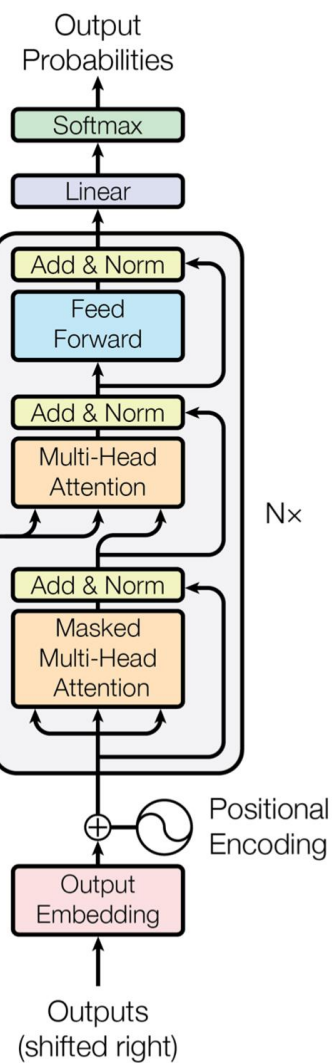 Output
Probabilities
Softmax
Linear
Add & Norm
Feed
Forward
Add & Norm
Multi-Head
Attention
N×
Add & Norm
Masked
Multi-Head
Attention
Positional
Encoding
Output
Embedding
Outputs
(shifted right)